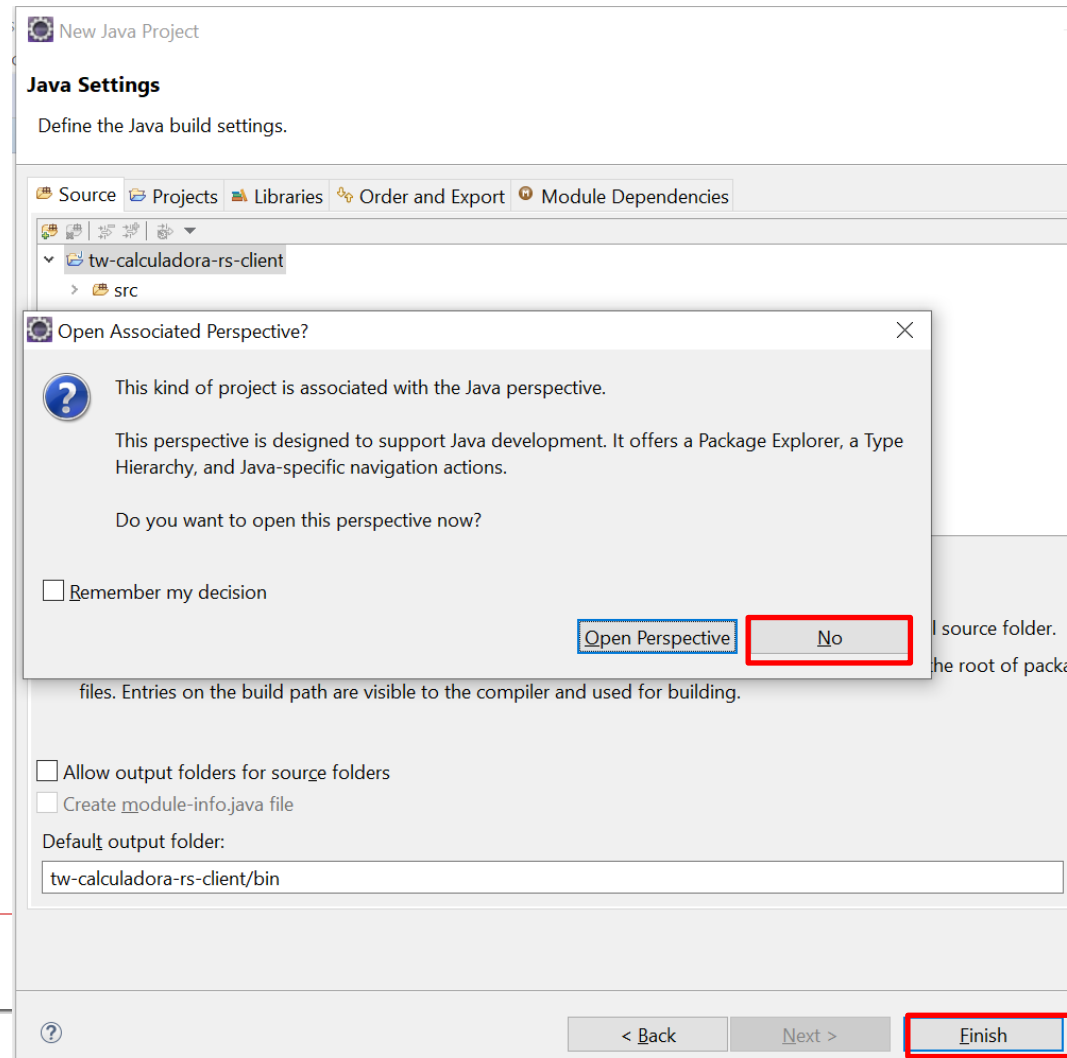 New Java Project
Java Settings
Define the Java build settings.
Source Projects Libraries Order and Export Module Dependencies
tw-calculadora-rs-client
src
Open Associated Perspective?
This kind of project is associated with the Java perspective.
This perspective is designed to support Java development. It offers a Package Explorer, a Type
Hierarchy, and Java-specific navigation actions.
Do you want to open this perspective now?
Remember my decision
Open Perspective No
source folder.
the root of
files. Entries on the build path are visible to the compiler and used for building.
Allow output folders for source folders
Create module-info.java file
Default output folder:
tw-calculadora-rs-client/bin
< Back Next > Finish